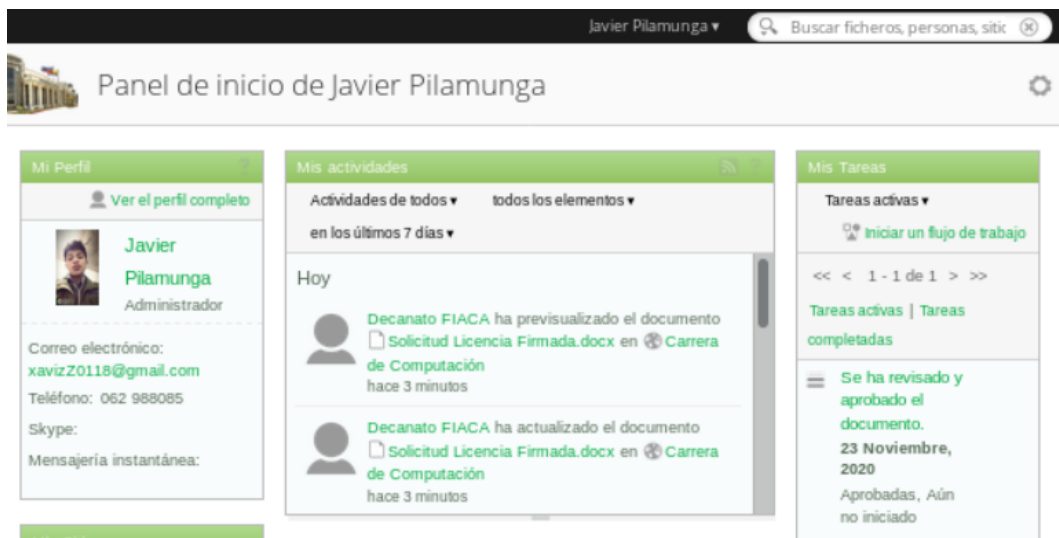 Javier Pilamunga ▾
Buscar ficheros, personas, sitic
Panel de inicio de Javier Pilamunga
Mi Perfil ?
Ver el perfil completo
Javier
Pilamunga
Administrador
Correo electrónico:
xavizZ0118@gmail.com
Teléfono: 062 988085
Skype:
Mensajería instantánea:
Mis actividades ?
Actividades de todos ▾ todos los elementos ▾
en los últimos 7 días ▾
Hoy
Decanato FIACA ha previsualizado el documento
Solicitud Licencia Firmada.docx en Carrera
de Computación
hace 3 minutos
Decanato FIACA ha actualizado el documento
Solicitud Licencia Firmada.docx en Carrera
de Computación
hace 3 minutos
Mis Tareas
Tareas activas ▾
Iniciar un flujo de trabajo
<< < 1 - 1 de 1 > >>
Tareas activas | Tareas
completadas
Se ha revisado y
aprobado el
documento.
23 Noviembre,
2020
Aprobadas, Aún
no iniciado